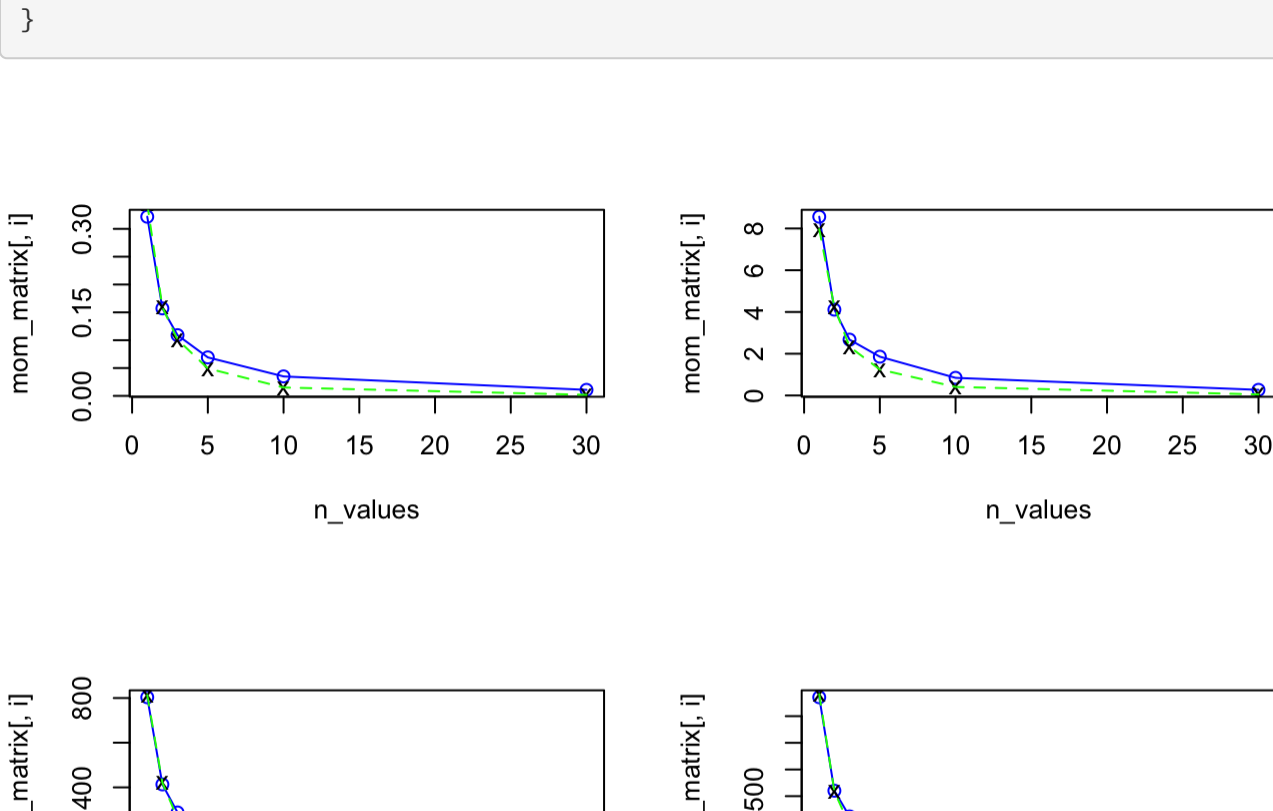 }
mom_matrix[, i]
0.30
0.15
0.00
0 5 10 15 20 25 30
n_values
mom_matrix[, i]
8
6
4
2
0
0 5 10 15 20 25 30
n_values
_matrix[, i]
800
400
_matrix[, i]
500